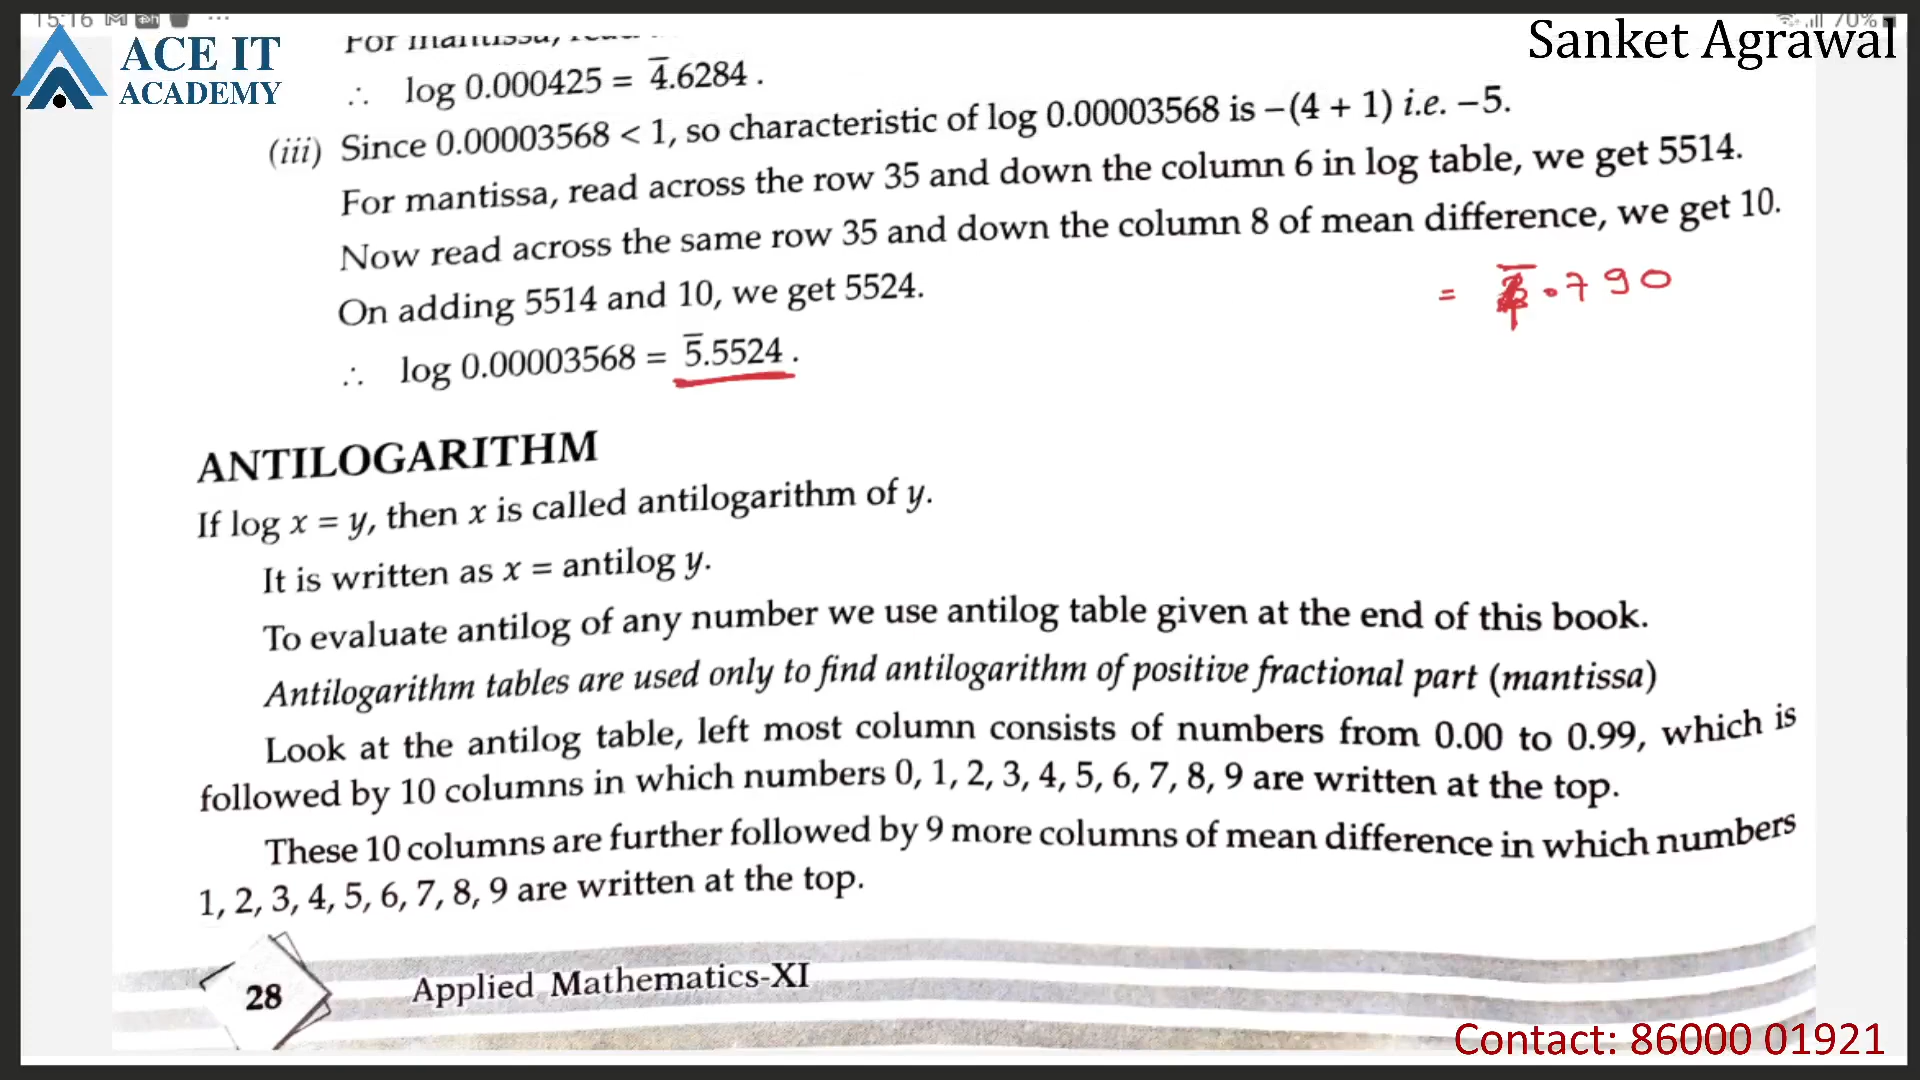 15:16 70%
ACE IT
ACADEMY
Sanket Agrawal
For mantissa,
∴ log 0.000425 = 4̅.6284 .
(iii) Since 0.00003568 < 1, so characteristic of log 0.00003568 is –(4 + 1) i.e. –5.
For mantissa, read across the row 35 and down the column 6 in log table, we get 5514.
Now read across the same row 35 and down the column 8 of mean difference, we get 10.
On adding 5514 and 10, we get 5524.
= .790
∴ log 0.00003568 = 5̅.5524 .
ANTILOGARITHM
If log x = y, then x is called antilogarithm of y.
It is written as x = antilog y.
To evaluate antilog of any number we use antilog table given at the end of this book.
Antilogarithm tables are used only to find antilogarithm of positive fractional part (mantissa)
Look at the antilog table, left most column consists of numbers from 0.00 to 0.99, which is
followed by 10 columns in which numbers 0, 1, 2, 3, 4, 5, 6, 7, 8, 9 are written at the top.
These 10 columns are further followed by 9 more columns of mean difference in which numbers
1, 2, 3, 4, 5, 6, 7, 8, 9 are written at the top.
28 Applied Mathematics-XI
Contact: 86000 01921